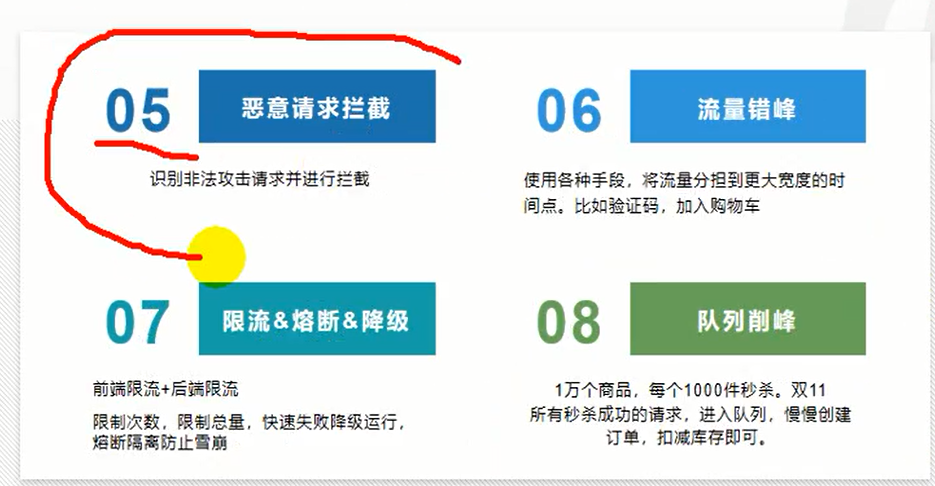 05 恶意请求拦截
识别非法攻击请求并进行拦截
06 流量错峰
使用各种手段，将流量分担到更大宽度的时
间点。比如验证码，加入购物车
07 限流&熔断&降级
前端限流+后端限流
限制次数，限制总量，快速失败降级运行，
熔断隔离防止雪崩
08 队列削峰
1万个商品，每个1000件秒杀。双11
所有秒杀成功的请求，进入队列，慢慢创建
订单，扣减库存即可。